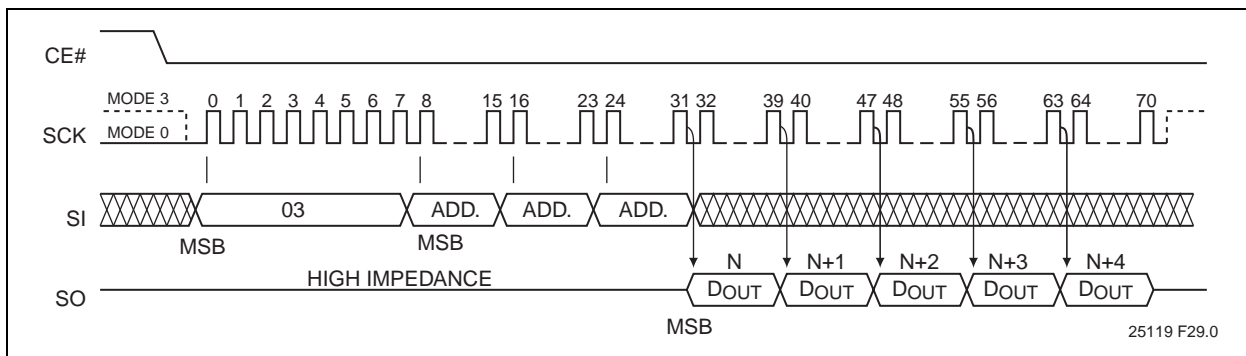 CE#
MODE 3 0 1 2 3 4 5 6 7 8 15 16 23 24 31 32 39 40 47 48 55 56 63 64 70
SCK MODE 0
SI 03 ADD. ADD. ADD.
MSB MSB
HIGH IMPEDANCE N N+1 N+2 N+3 N+4
SO DOUT DOUT DOUT DOUT DOUT
MSB
25119 F29.0